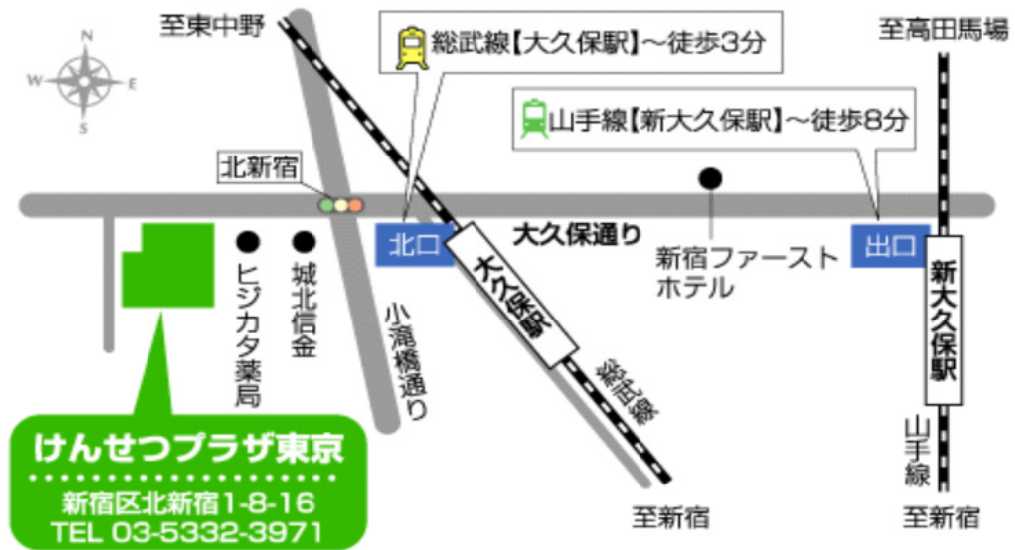 至東中野
総武線【大久保駅】～徒歩3分
至高田馬場
N
W
E
S
山手線【新大久保駅】～徒歩8分
北新宿
大久保通り
北口
出口
新宿ファースト
ホテル
ヒジカタ薬局
城北信金
小滝橋通り
大久保駅
総武線
新大久保駅
山手線
けんせつプラザ東京
新宿区北新宿1-8-16
TEL 03-5332-3971
至新宿
至新宿